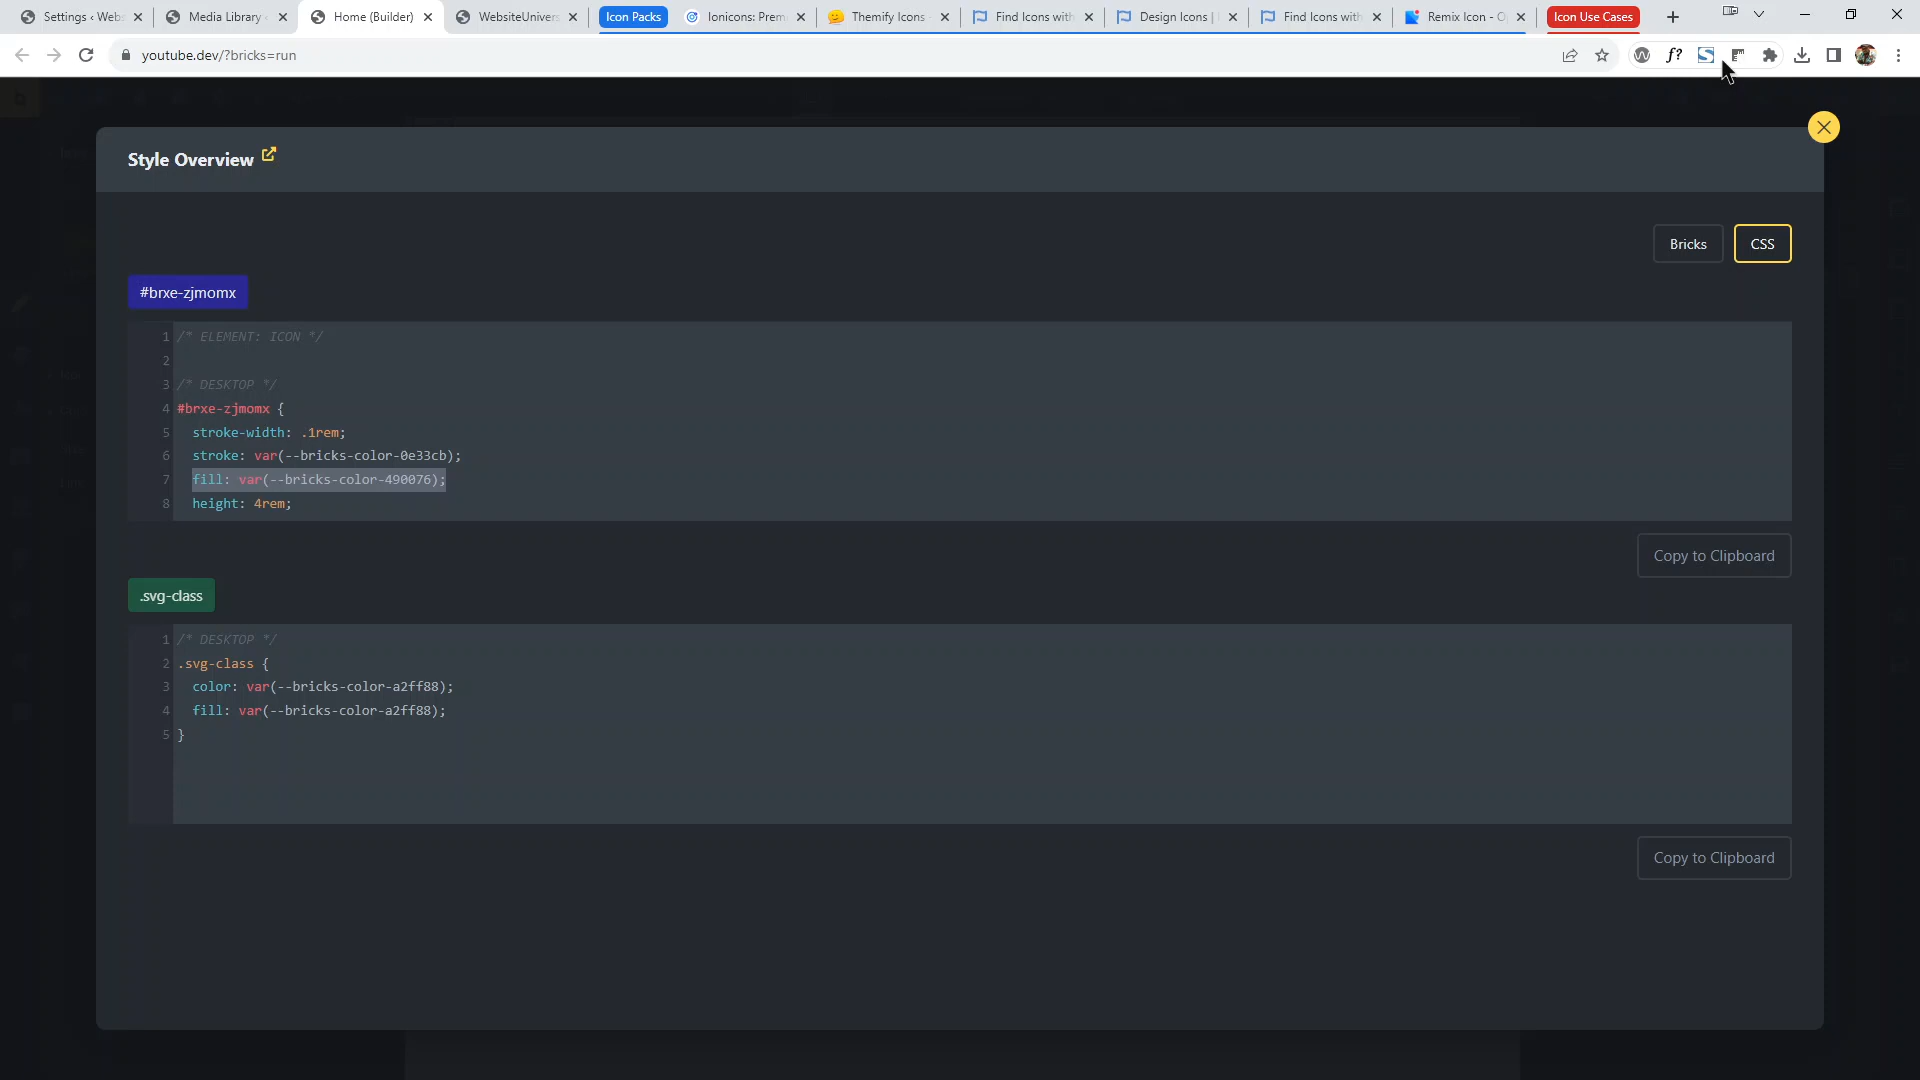 Settings ‹ Webs
Media Library ‹
Home (Builder)
WebsiteUnivers
Icon Packs
Ionicons: Prem
Themify Icons -
Find Icons with
Design Icons |
Find Icons with
Remix Icon - O
Icon Use Cases
youtube.dev/?bricks=run
f?
Style Overview
Bricks
CSS
#brxe-zjmomx
1 /* ELEMENT: ICON */
2
3 /* DESKTOP */
4 #brxe-zjmomx {
5 stroke-width: .1rem;
6 stroke: var(--bricks-color-0e33cb);
7 fill: var(--bricks-color-490076);
8 height: 4rem;
Copy to Clipboard
.svg-class
1 /* DESKTOP */
2 .svg-class {
3 color: var(--bricks-color-a2ff88);
4 fill: var(--bricks-color-a2ff88);
5 }
Copy to Clipboard